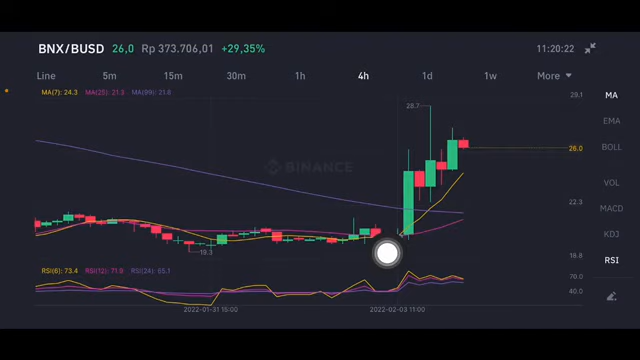 BNX/BUSD 26,0 Rp 373.706,01 +29,35% 11:20:22
Line 5m 15m 30m 1h 4h 1d 1w More
MA(7): 24.3 MA(25): 21.3 MA(99): 21.6
29.1
MA
28.7
EMA
26.0
BOLL
BINANCE
VOL
22.3
MACD
KDJ
19.3
18.8
RSI
RSI(6): 73.4 RSI(12): 71.9 RSI(24): 65.1
70.0
40.0
2022-01-31 15:00 2022-02-03 11:00